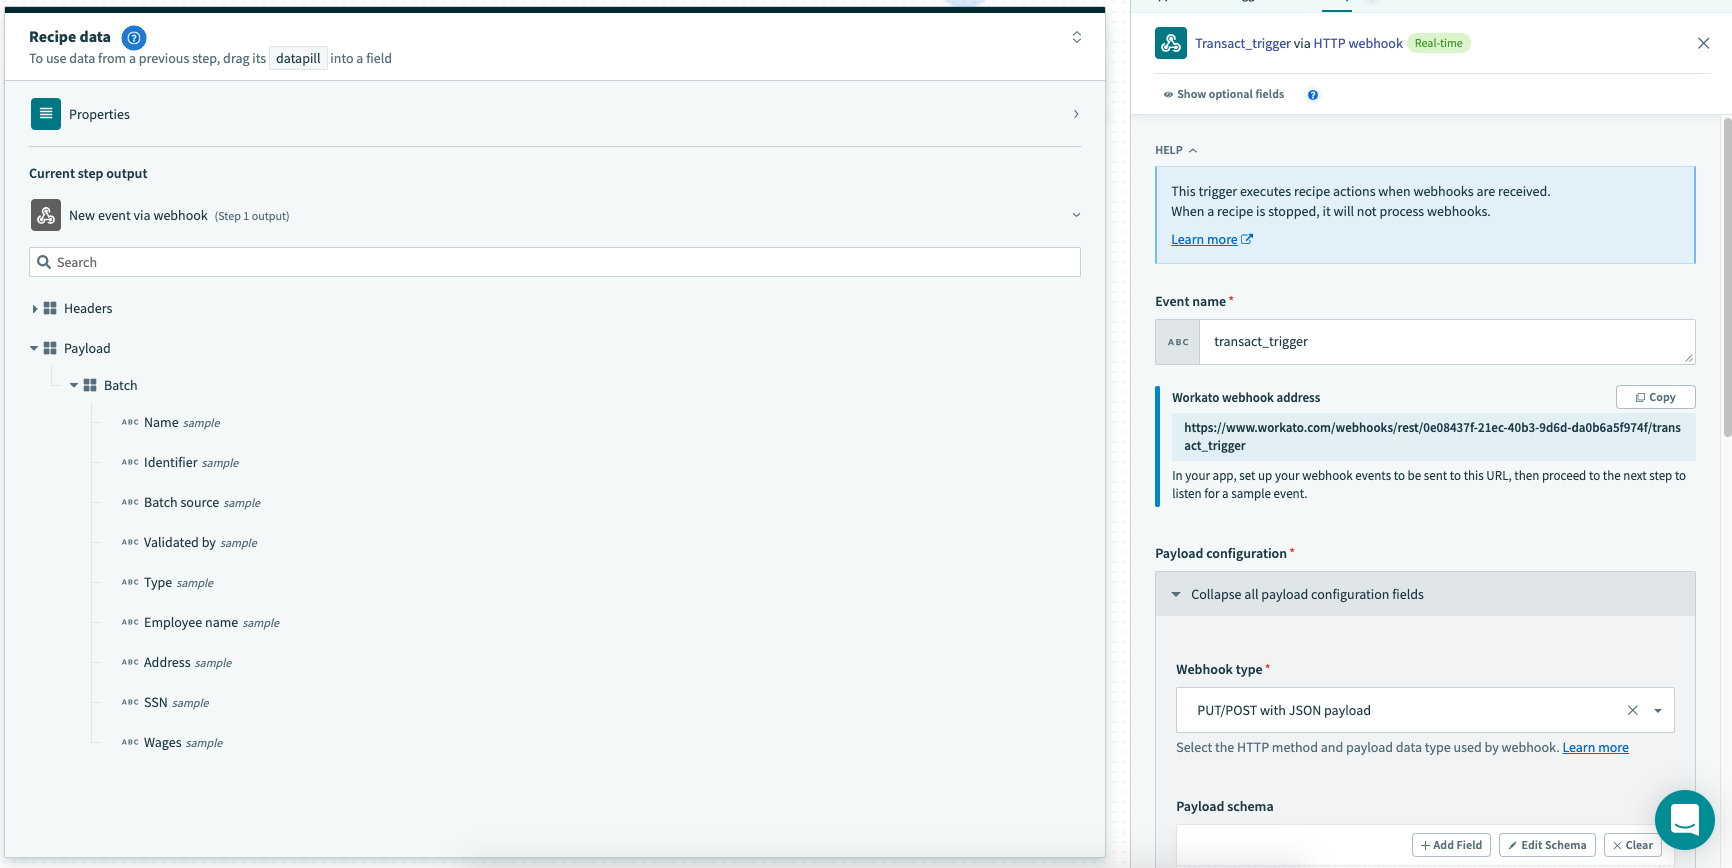 Recipe data
To use data from a previous step, drag its datapill into a field
Properties
Current step output
New event via webhook (Step 1 output)
Search
Headers
Payload
Batch
ABC Name sample
ABC Identifier sample
ABC Batch source sample
ABC Validated by sample
ABC Type sample
ABC Employee name sample
ABC Address sample
ABC SSN sample
ABC Wages sample
Transact_trigger via HTTP webhook Real-time
Show optional fields
HELP
This trigger executes recipe actions when webhooks are received.
When a recipe is stopped, it will not process webhooks.
Learn more
Event name *
ABC transact_trigger
Workato webhook address
Copy
https://www.workato.com/webhooks/rest/0e08437f-21ec-40b3-9d6d-da0b6a5f974f/trans
act_trigger
In your app, set up your webhook events to be sent to this URL, then proceed to the next step to
listen for a sample event.
Payload configuration *
Collapse all payload configuration fields
Webhook type *
PUT/POST with JSON payload
Select the HTTP method and payload data type used by webhook. Learn more
Payload schema
+ Add Field Edit Schema Clear